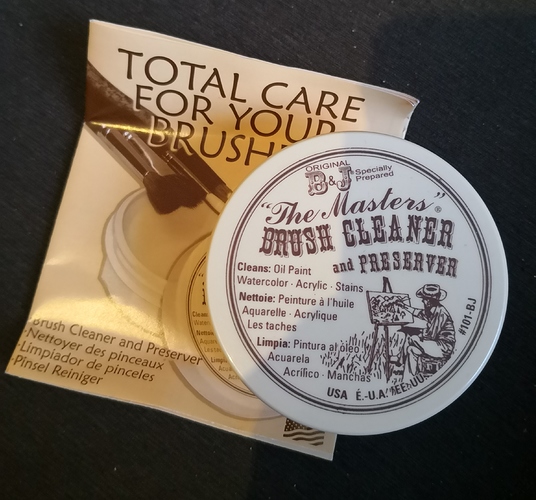 TOTAL CARE
FOR YOUR
BRUSH
Brush Cleaner and Preserver
·Nettoyer des pinceaux
·Limpiador de pinceles
·Pinsel Reiniger
ORIGINAL
B&J Specially
Prepared
"The Masters"®
BRUSH CLEANER
and PRESERVER
Cleans: Oil Paint
Watercolor · Acrylic · Stains
Nettoie: Peinture à l'huile
Aquarelle · Acrylique
Les taches
Limpia: Pintura al óleo
Acuarela
Acrílico · Manchas
USA É.-U.A. EE.UU.
#101-BJ